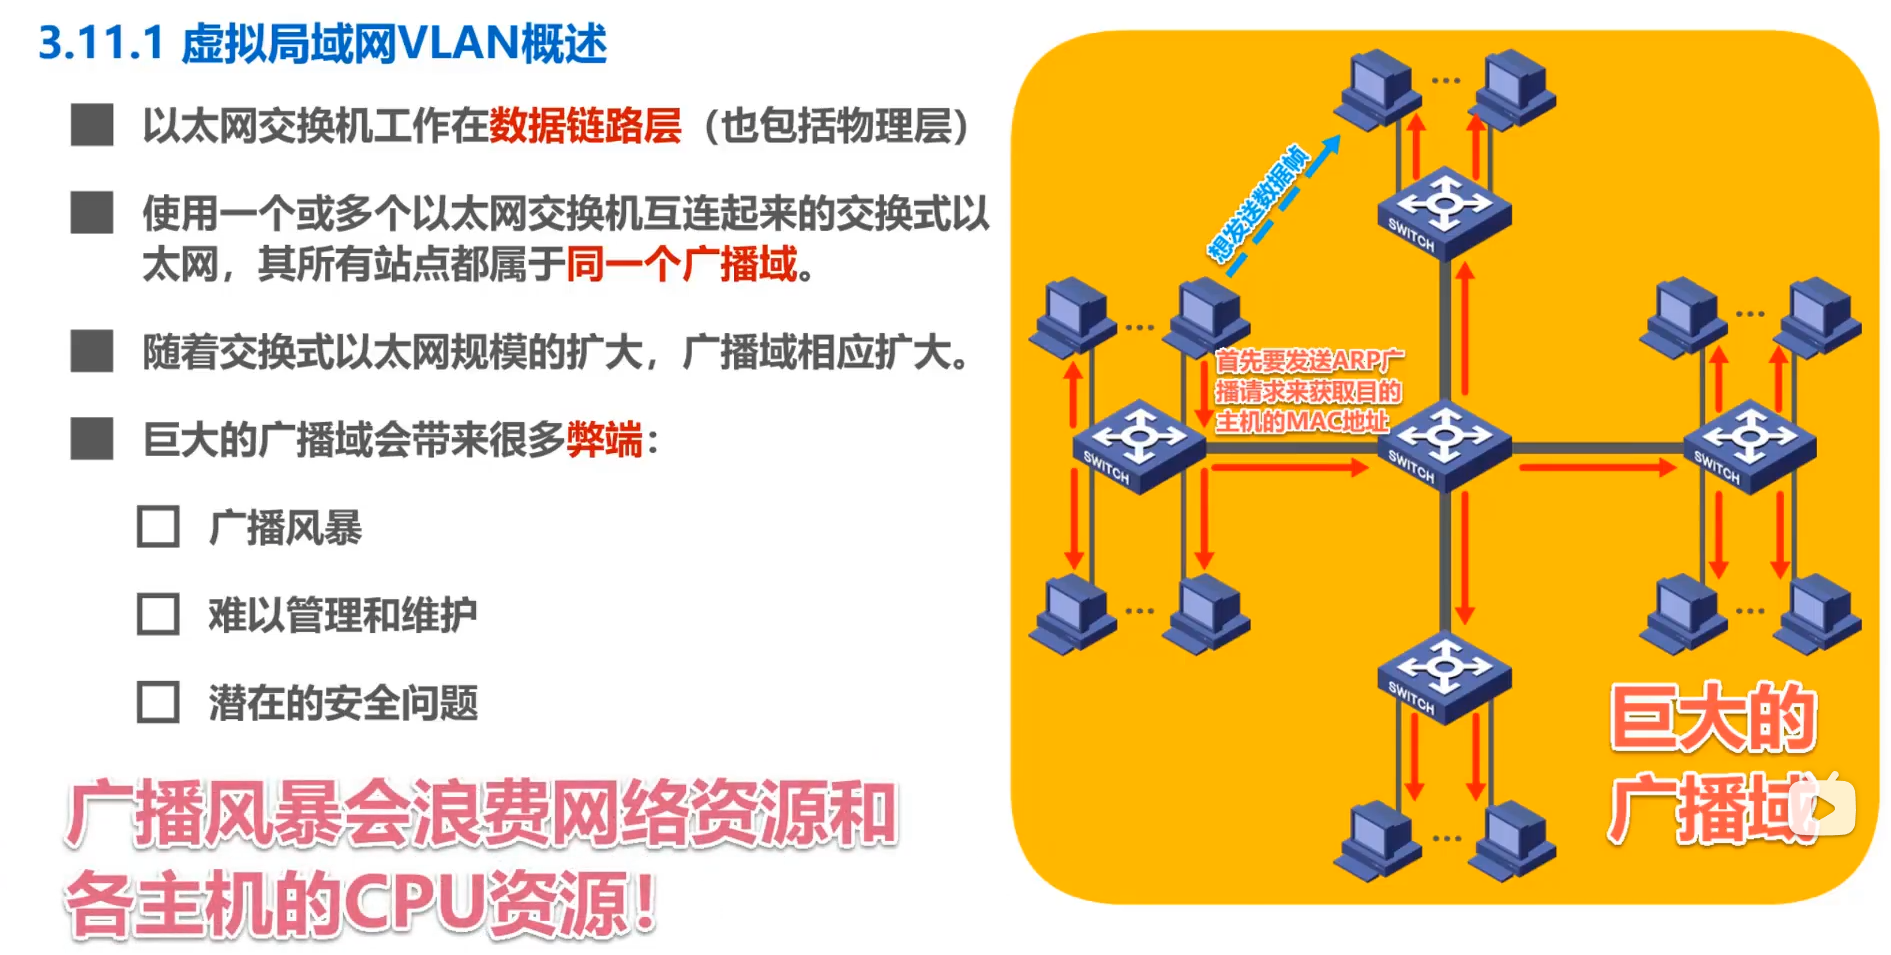 3.11.1 虚拟局域网VLAN概述
以太网交换机工作在数据链路层（也包括物理层）
使用一个或多个以太网交换机互连起来的交换式以
太网，其所有站点都属于同一个广播域。
随着交换式以太网规模的扩大，广播域相应扩大。
巨大的广播域会带来很多弊端：
广播风暴
难以管理和维护
潜在的安全问题
广播风暴会浪费网络资源和
各主机的CPU资源！
...
想发送数据帧
SWITCH
...
...
首先要发送ARP广
播请求来获取目的
主机的MAC地址
SWITCH
SWITCH
SWITCH
...
...
SWITCH
...
巨大的
广播域